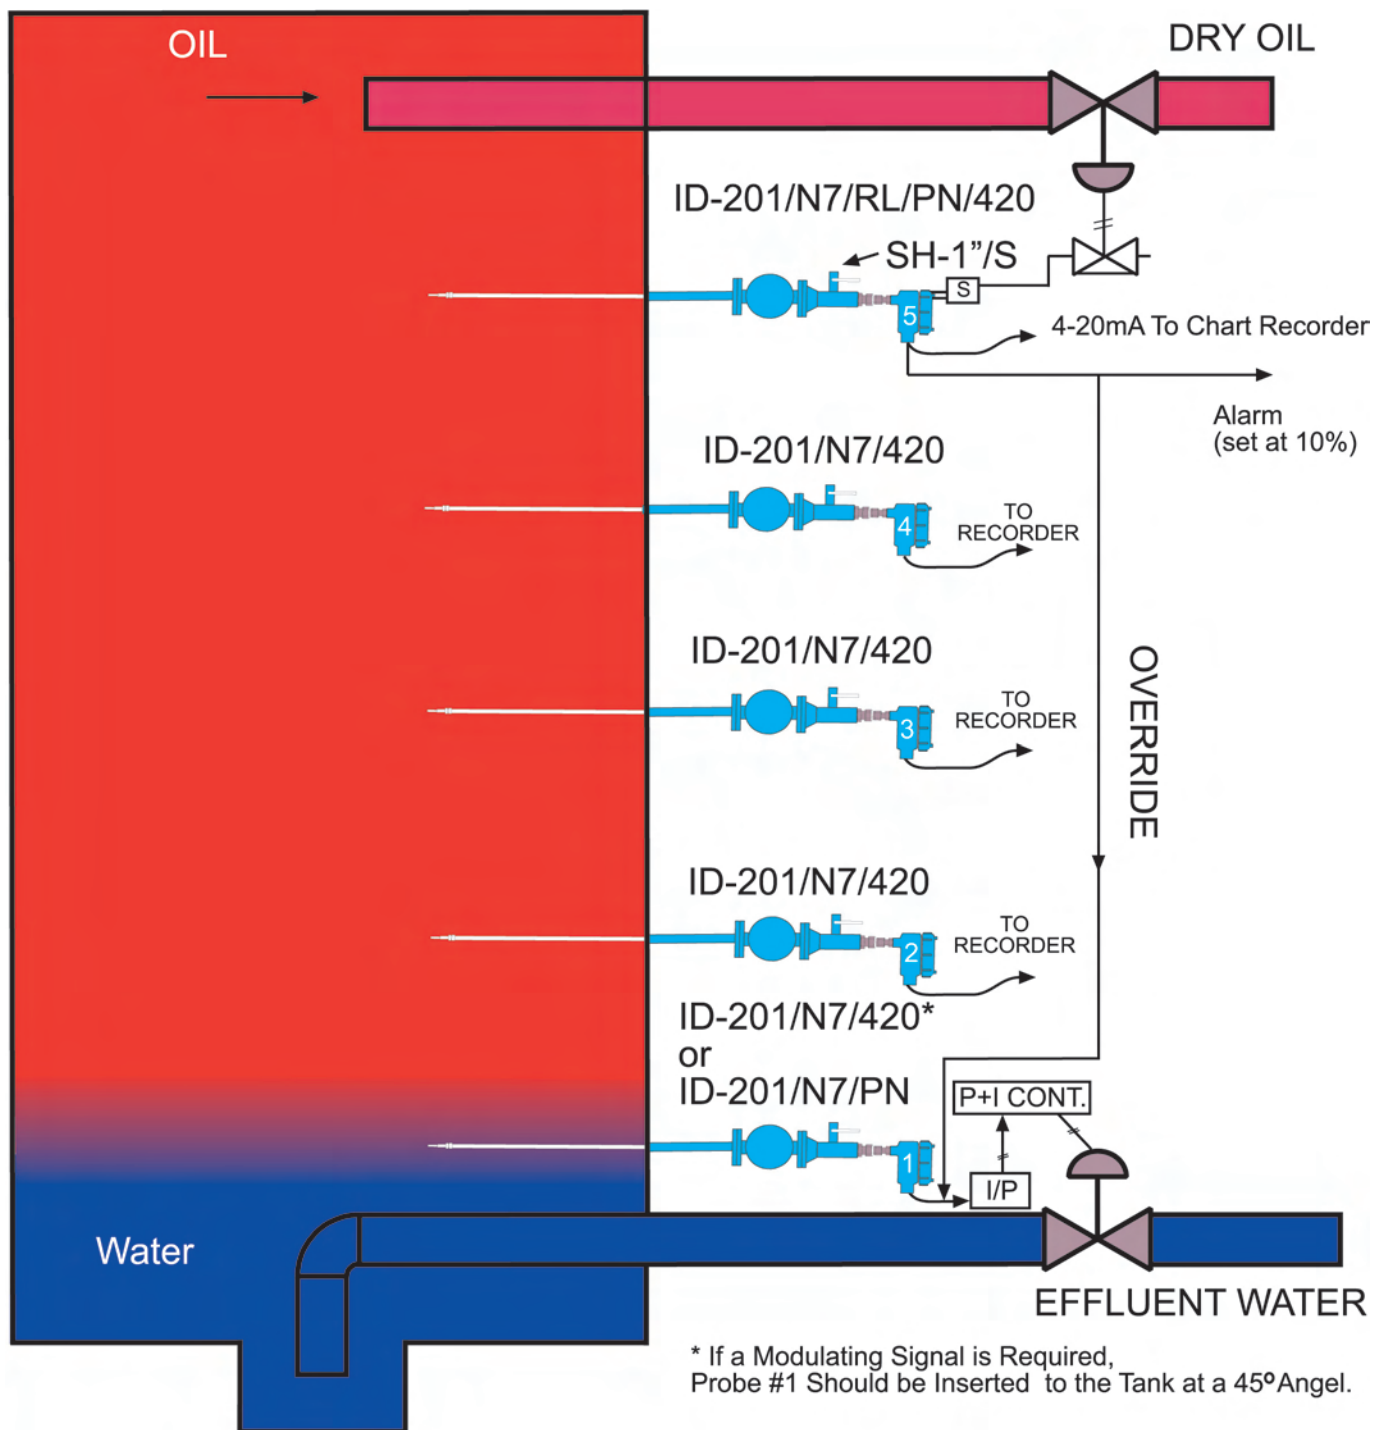 OIL
DRY OIL
ID-201/N7/RL/PN/420
SH-1”/S
S
5
4-20mA To Chart Recorder
Alarm
(set at 10%)
ID-201/N7/420
4
TO
RECORDER
ID-201/N7/420
3
TO
RECORDER
OVERRIDE
ID-201/N7/420
2
TO
RECORDER
ID-201/N7/420*
or
ID-201/N7/PN
P+I CONT.
1
I/P
Water
EFFLUENT WATER
* If a Modulating Signal is Required,
Probe #1 Should be Inserted to the Tank at a 45º Angel.